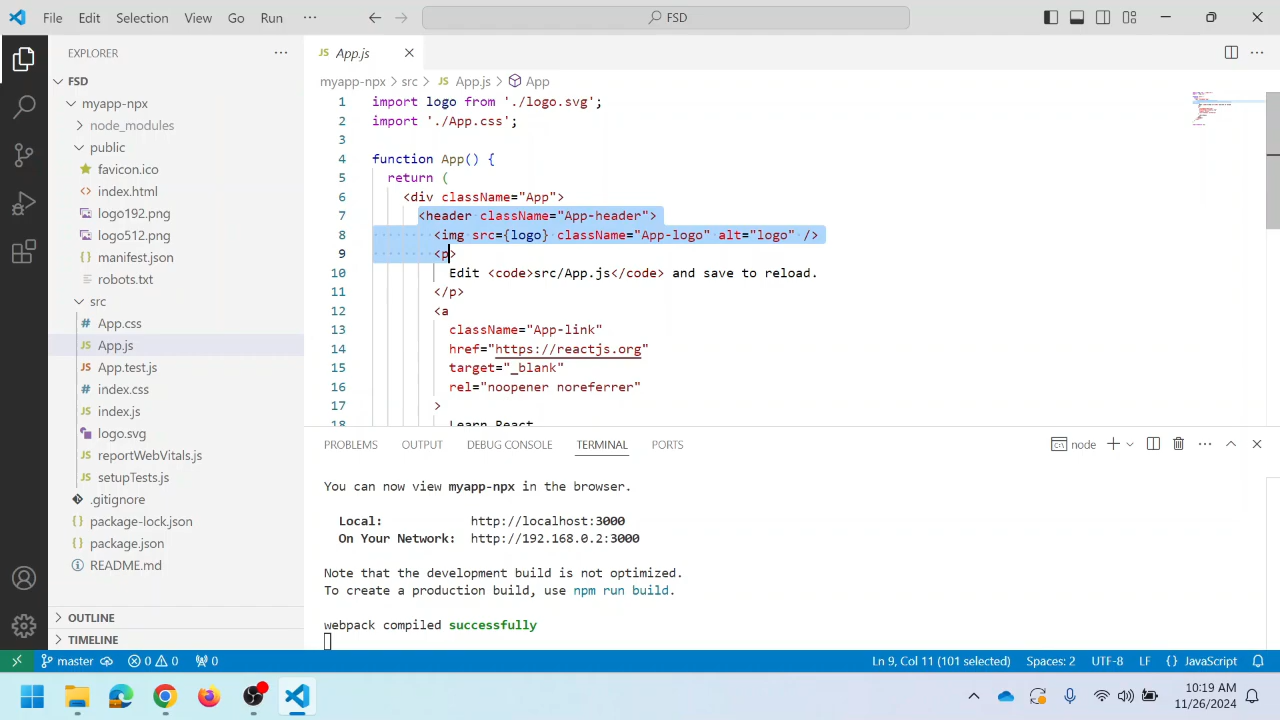 File Edit Selection View Go Run ··· FSD
EXPLORER ···
FSD
myapp-npx
node_modules
public
favicon.ico
index.html
logo192.png
logo512.png
manifest.json
robots.txt
src
# App.css
JS App.js
JS App.test.js
# index.css
JS index.js
logo.svg
JS reportWebVitals.js
JS setupTests.js
.gitignore
{} package-lock.json
{} package.json
README.md
OUTLINE
TIMELINE
JS App.js
myapp-npx > src > JS App.js > App
1 import logo from './logo.svg';
2 import './App.css';
3
4 function App() {
5 return (
6 <div className="App">
7 <header className="App-header">
8 <img src={logo} className="App-logo" alt="logo" />
9 <p>
10 Edit <code>src/App.js</code> and save to reload.
11 </p>
12 <a
13 className="App-link"
14 href="https://reactjs.org"
15 target="_blank"
16 rel="noopener noreferrer"
17 >
18 Learn React
PROBLEMS OUTPUT DEBUG CONSOLE TERMINAL PORTS node
You can now view myapp-npx in the browser.
Local: http://localhost:3000
On Your Network: http://192.168.0.2:3000
Note that the development build is not optimized.
To create a production build, use npm run build.
webpack compiled successfully
master 0 0 0 Ln 9, Col 11 (101 selected) Spaces: 2 UTF-8 LF {} JavaScript
10:19 AM
11/26/2024